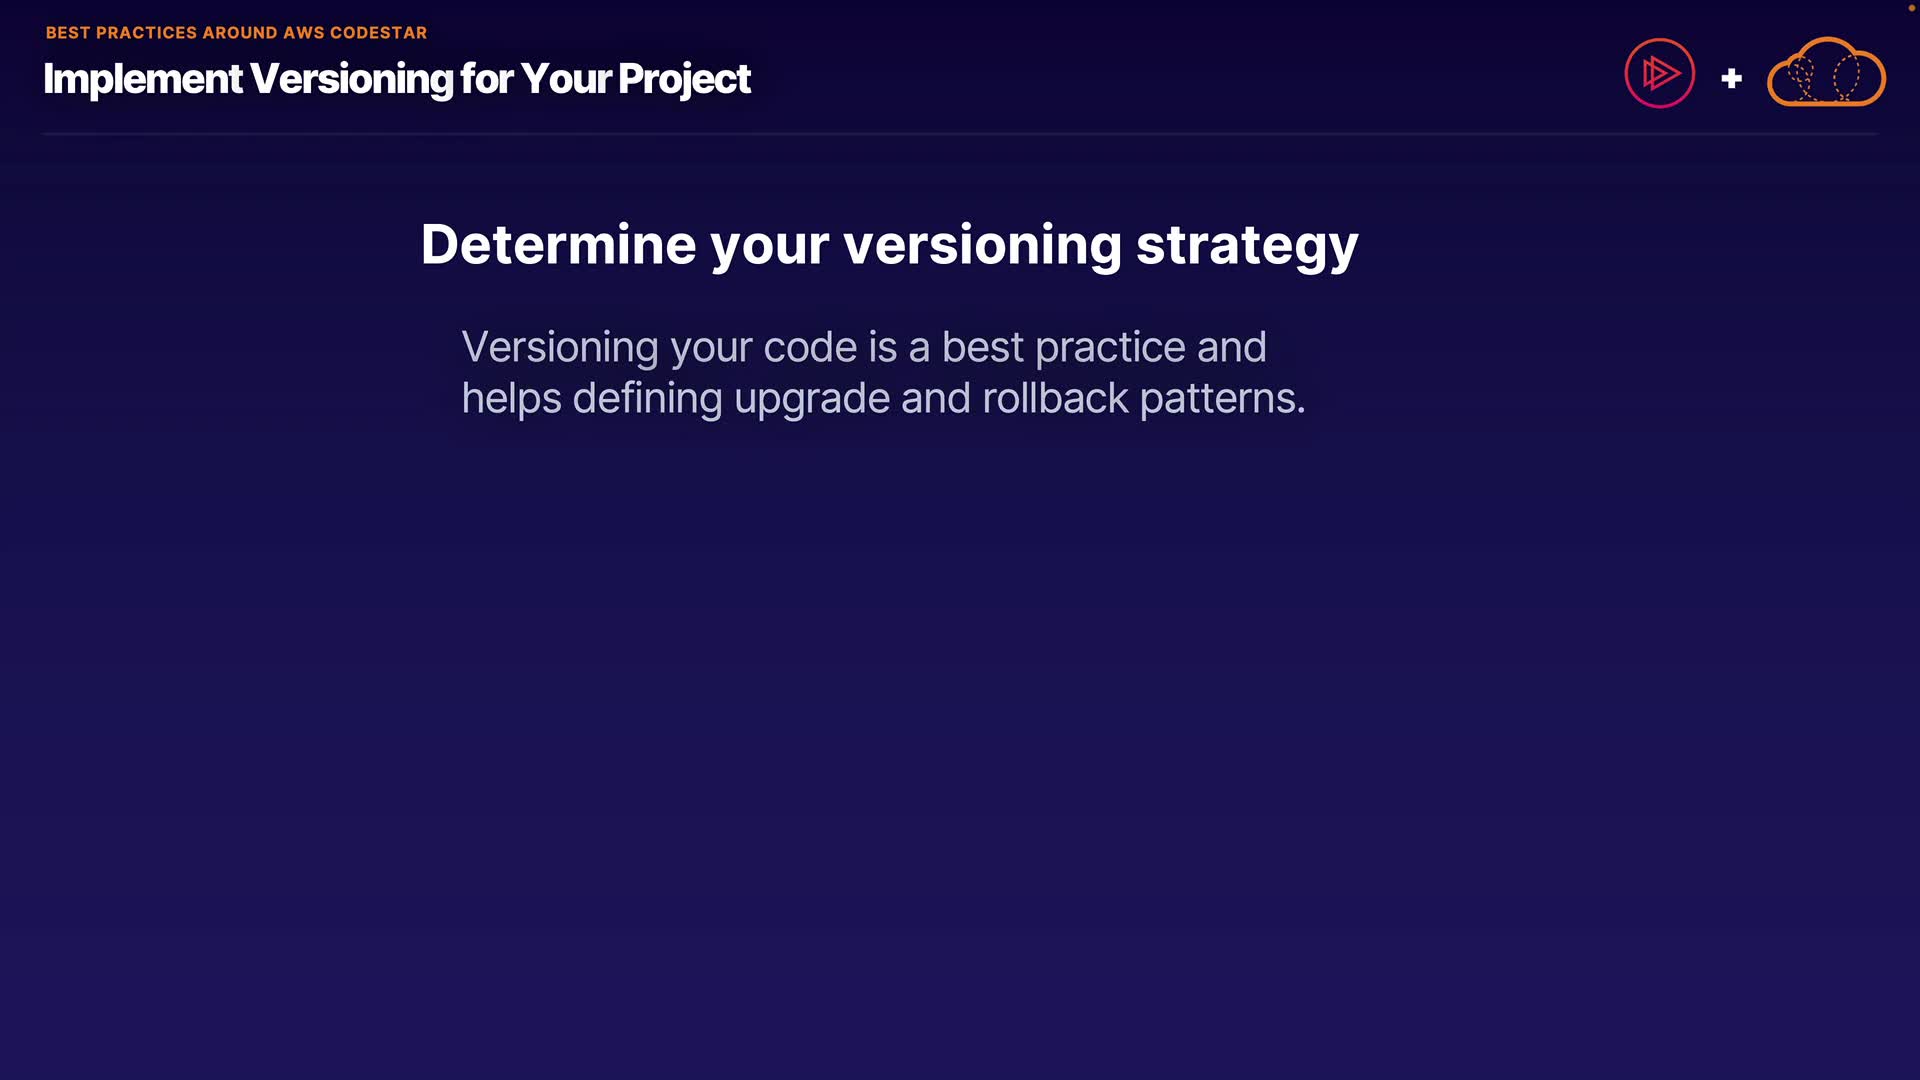 BEST PRACTICES AROUND AWS CODESTAR
Implement Versioning for Your Project
+
Determine your versioning strategy
Versioning your code is a best practice and
helps defining upgrade and rollback patterns.